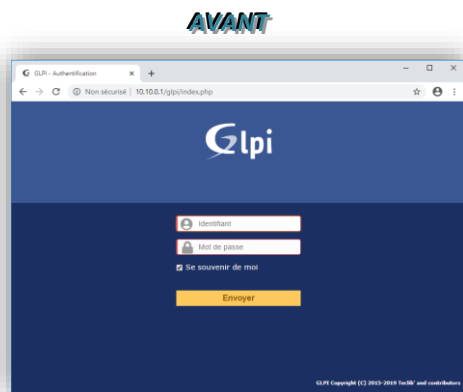 AVANT
GLPI - Authentification
Non sécurisé | 10.10.0.1/glpi/index.php
Glpi
Identifiant
Mot de passe
Se souvenir de moi
Envoyer
GLPI Copyright (C) 2015-2019 Teclib' and contributors